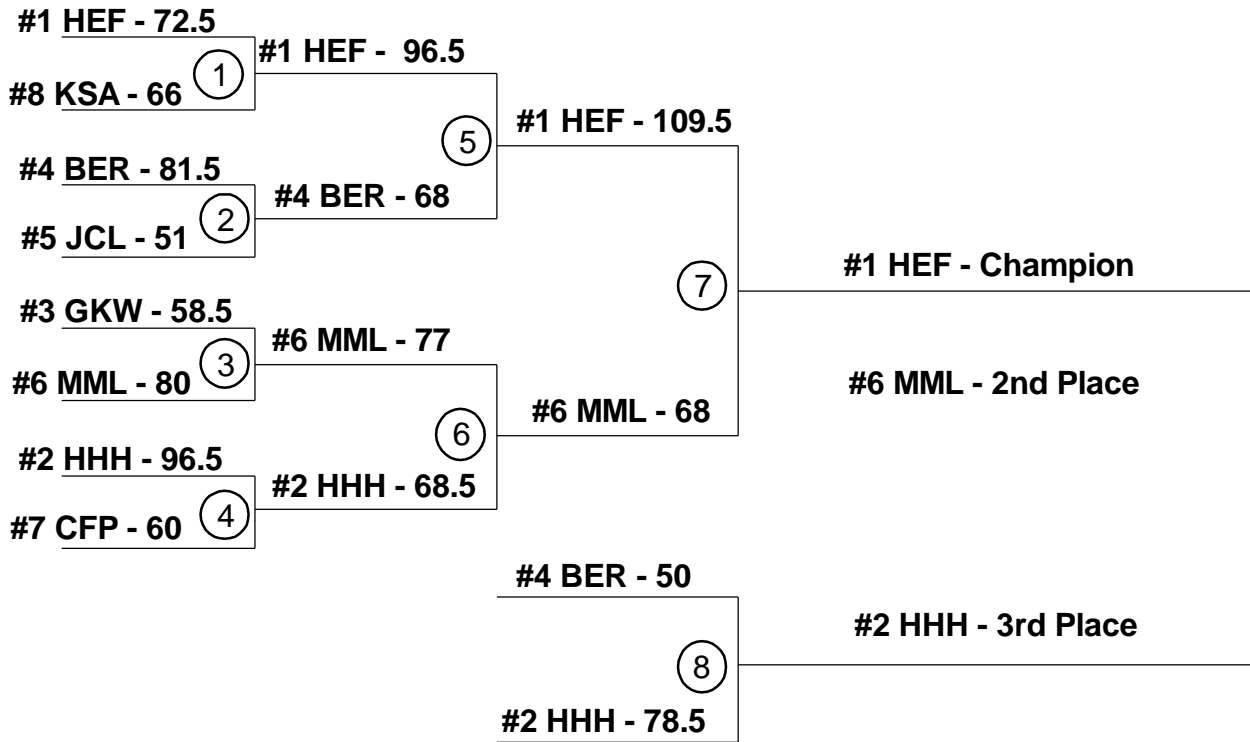 #1 HEF - 72.5
#1 HEF - 96.5
1
#8 KSA - 66
#1 HEF - 109.5
5
#4 BER - 81.5
#4 BER - 68
2
#5 JCL - 51
#1 HEF - Champion
7
#3 GKW - 58.5
#6 MML - 77
3
#6 MML - 80
#6 MML - 2nd Place
#6 MML - 68
6
#2 HHH - 96.5
#2 HHH - 68.5
4
#7 CFP - 60
#4 BER - 50
#2 HHH - 3rd Place
8
#2 HHH - 78.5